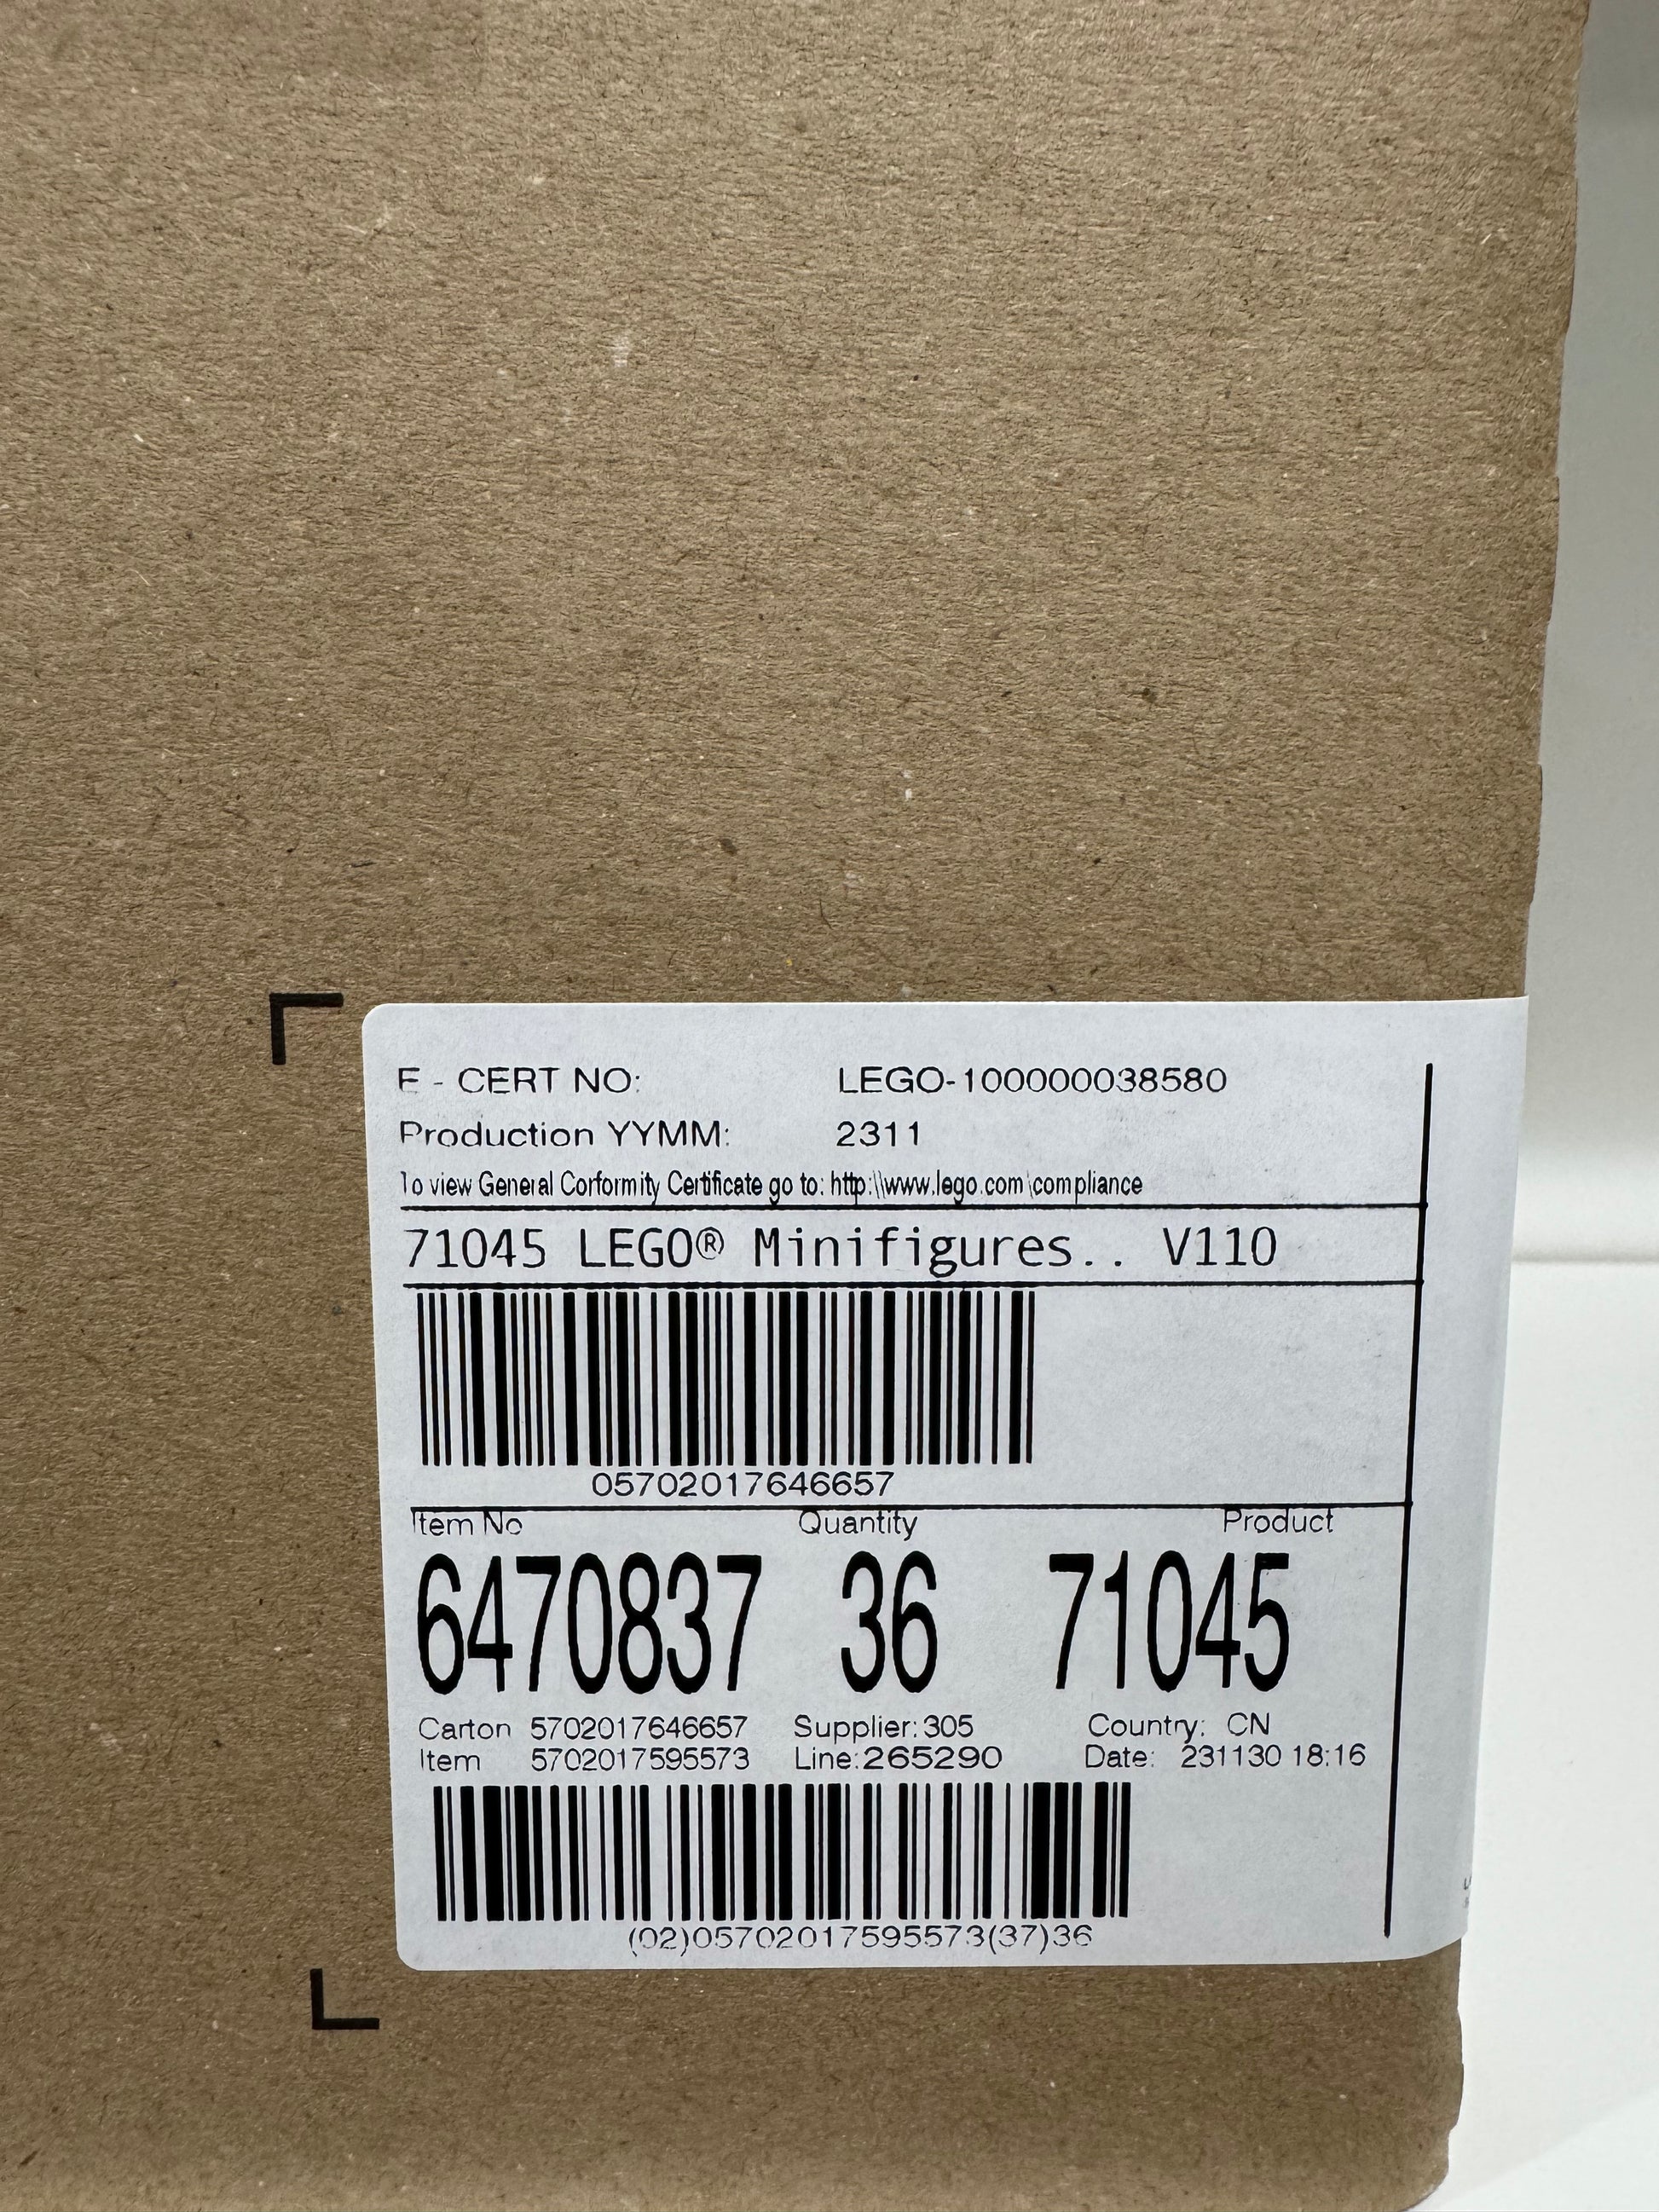 E - CERT NO: LEGO-100000038580
Production YYMM: 2311
To view General Corformity Certificate go to: http:\\www.lego.com\compliance
71045 LEGO® Minifigures.. V110
05702017646657
Item No Quantity Product
6470837 36 71045
Carton 5702017646657 Supplier: 305 Country: CN
Item 5702017595573 Line: 265290 Date: 231130 18:16
(02)05702017595573(37)36